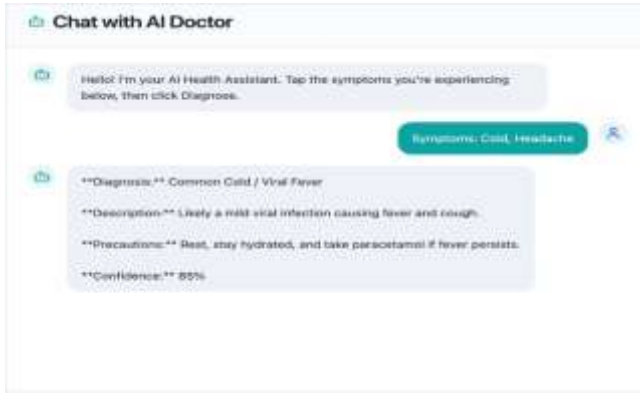 Chat with AI Doctor
Hello! I'm your AI Health Assistant. Tap the symptoms you're experiencing
below, then click Diagnose.
Symptoms: Cold, Headache
**Diagnosis:** Common Cold / Viral Fever
**Description:** Likely a mild viral infection causing fever and cough.
**Precautions:** Rest, stay hydrated, and take paracetamol if fever persists.
**Confidence:** 85%